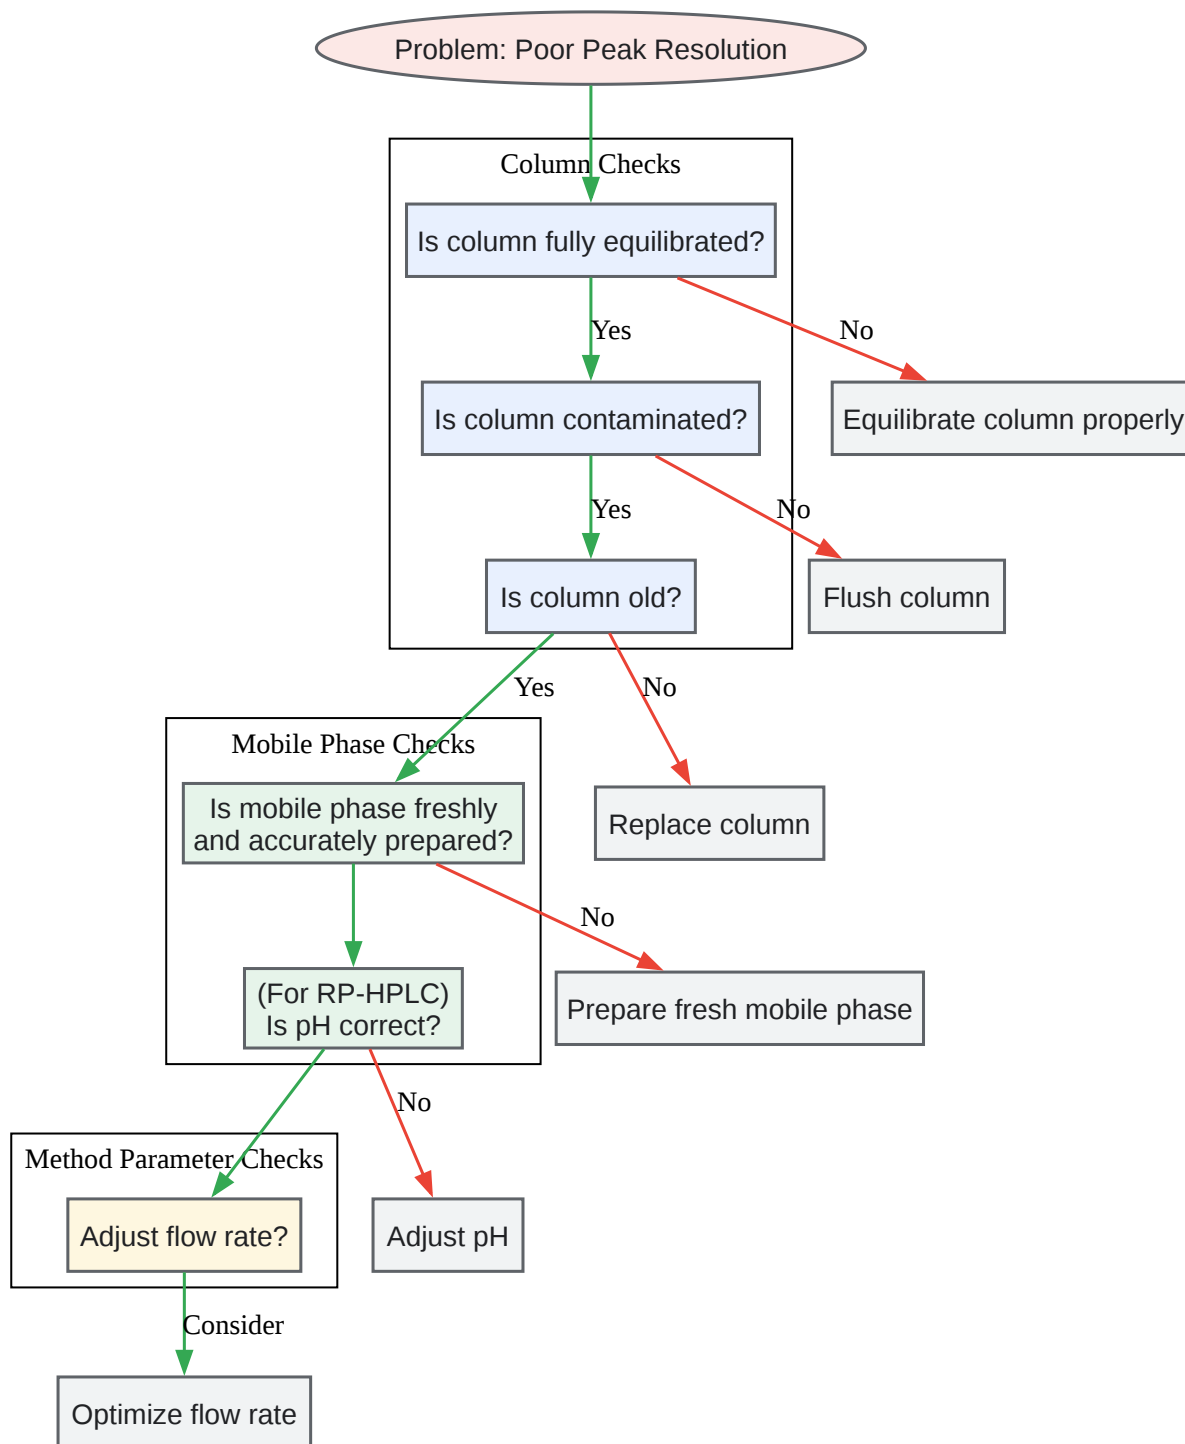 Problem: Poor Peak Resolution
Column Checks
Is column fully equilibrated?
Yes
No
Is column contaminated?
Equilibrate column properly
Yes
No
Is column old?
Flush column
Yes
No
Mobile Phase Checks
Is mobile phase freshly
and accurately prepared?
Replace column
No
(For RP-HPLC)
Is pH correct?
Prepare fresh mobile phase
No
Method Parameter Checks
Adjust flow rate?
Adjust pH
Consider
Optimize flow rate